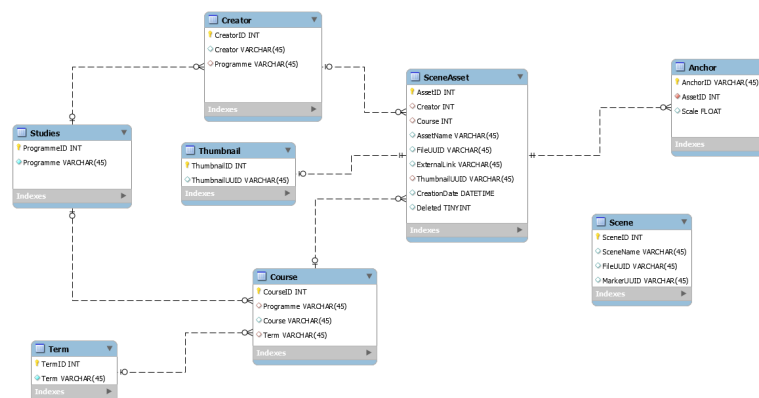 Creator
CreatorID INT
Creator VARCHAR(45)
Programme VARCHAR(45)
Indexes
SceneAsset
AssetID INT
Creator INT
Course INT
AssetName VARCHAR(45)
FileUUID VARCHAR(45)
ExternalLink VARCHAR(45)
ThumbnailUUID VARCHAR(45)
CreationDate DATETIME
Deleted TINYINT
Indexes
Anchor
AnchorID VARCHAR(45)
AssetID INT
Scale FLOAT
Indexes
Studies
ProgrammeID INT
Programme VARCHAR(45)
Indexes
Thumbnail
ThumbnailID INT
ThumbnailUUID VARCHAR(45)
Indexes
Scene
SceneID INT
SceneName VARCHAR(45)
FileUUID VARCHAR(45)
MarkerUUID VARCHAR(45)
Indexes
Course
CourseID INT
Programme VARCHAR(45)
Course VARCHAR(45)
Term VARCHAR(45)
Indexes
Term
TermID INT
Term VARCHAR(45)
Indexes